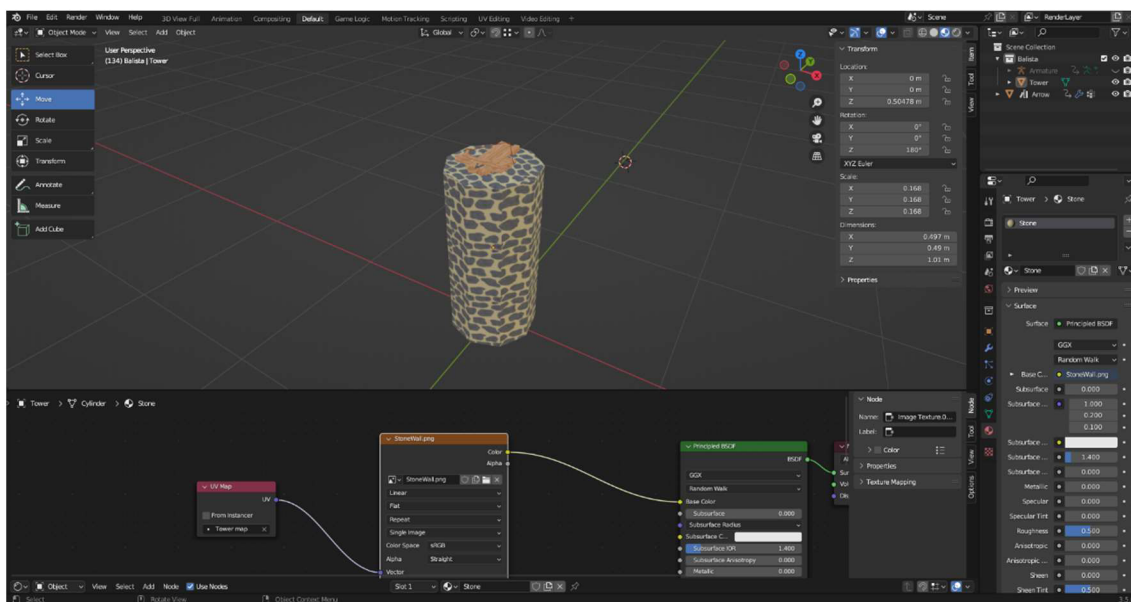 File Edit Render Window Help 3D View Full Animation Compositing Default Game Logic Motion Tracking Scripting UV Editing Video Editing + Scene RenderLayer
Object Mode View Select Add Object Global
User Perspective
(134) Balista | Tower
Select Box
Cursor
Move
Rotate
Scale
Transform
Annotate
Measure
Add Cube
Transform
Location:
X 0 m
Y 0 m
Z 0.50478 m
Rotation:
X 0°
Y 0°
Z 180°
XYZ Euler
Scale:
X 0.168
Y 0.168
Z 0.168
Dimensions:
X 0.497 m
Y 0.49 m
Z 1.01 m
Properties
Item
Tool
View
Scene Collection
Balista
Armature
Tower
Arrow
Tower > Stone
Stone
Stone
Preview
Surface
Surface Principled BSDF
GGX
Random Walk
Base C... StoneWall.png
Subsurface 0.000
Subsurface ... 1.000
0.200
0.100
Subsurface ...
Subsurface ... 1.400
Subsurface ... 0.000
Metallic 0.000
Specular 0.000
Specular Tint 0.000
Roughness 0.500
Anisotropic 0.000
Anisotropic ... 0.000
Sheen 0.000
Sheen Tint 0.500
Tower > Cylinder > Stone
UV Map
UV
From Instancer
Tower map
StoneWall.png
Color
Alpha
StoneWall.png
Linear
Flat
Repeat
Single Image
Color Space sRGB
Alpha Straight
Vector
Principled BSDF
BSDF
GGX
Random Walk
Base Color
Subsurface 0.000
Subsurface Radius
Subsurface C...
Subsurface IOR 1.400
Subsurface Anisotropy 0.000
Metallic 0.000
Node
Name: Image Texture.0...
Label:
Color
Properties
Texture Mapping
Node
Tool
View
Options
Object View Select Add Node Use Nodes Slot 1 Stone
Select Rotate View Object Context Menu 3.5